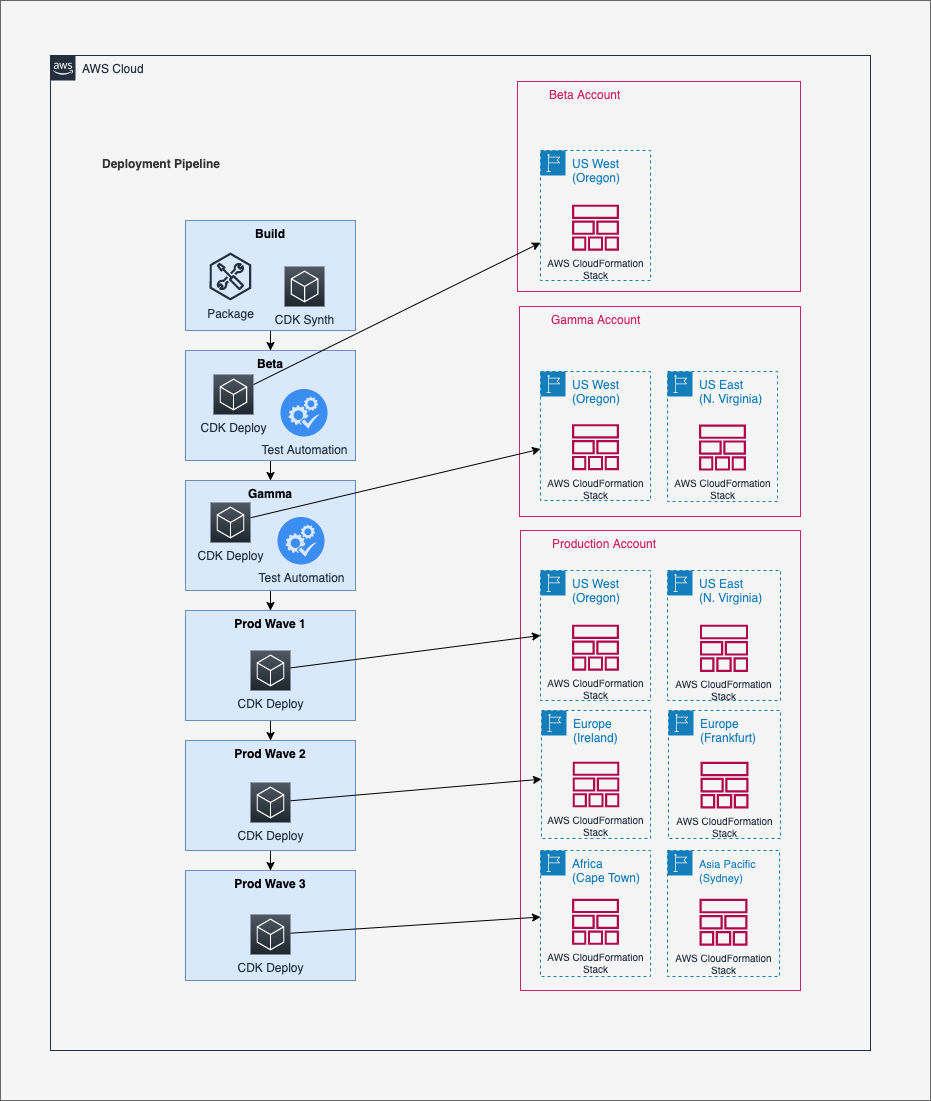 aws
AWS Cloud
Deployment Pipeline
Build
Package
CDK Synth
Beta
CDK Deploy
Test Automation
Gamma
CDK Deploy
Test Automation
Prod Wave 1
CDK Deploy
Prod Wave 2
CDK Deploy
Prod Wave 3
CDK Deploy
Beta Account
US West
(Oregon)
AWS CloudFormation
Stack
Gamma Account
US West
(Oregon)
AWS CloudFormation
Stack
US East
(N. Virginia)
AWS CloudFormation
Stack
Production Account
US West
(Oregon)
AWS CloudFormation
Stack
US East
(N. Virginia)
AWS CloudFormation
Stack
Europe
(Ireland)
AWS CloudFormation
Stack
Europe
(Frankfurt)
AWS CloudFormation
Stack
Africa
(Cape Town)
AWS CloudFormation
Stack
Asia Pacific
(Sydney)
AWS CloudFormation
Stack